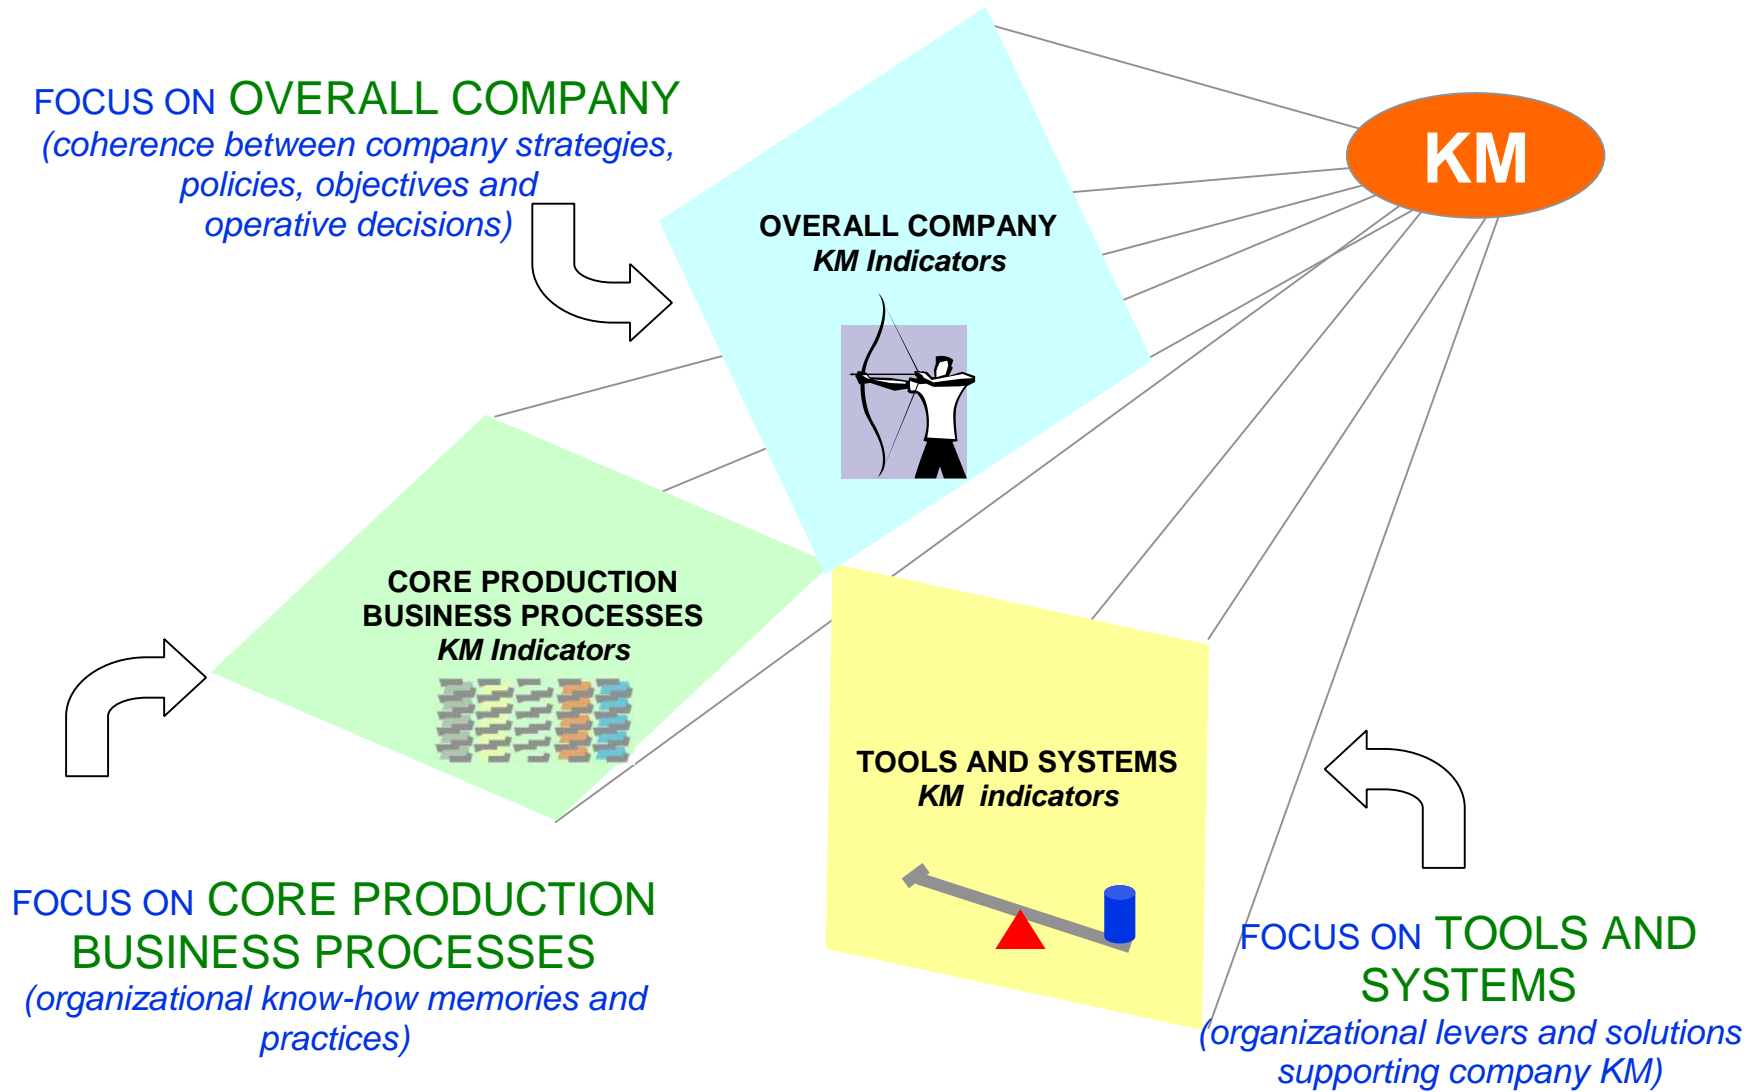 FOCUS ON OVERALL COMPANY
(coherence between company strategies,
policies, objectives and
operative decisions)
KM
OVERALL COMPANY
KM Indicators
CORE PRODUCTION
BUSINESS PROCESSES
KM Indicators
TOOLS AND SYSTEMS
KM indicators
FOCUS ON CORE PRODUCTION
BUSINESS PROCESSES
(organizational know-how memories and
practices)
FOCUS ON TOOLS AND
SYSTEMS
(organizational levers and solutions
supporting company KM)